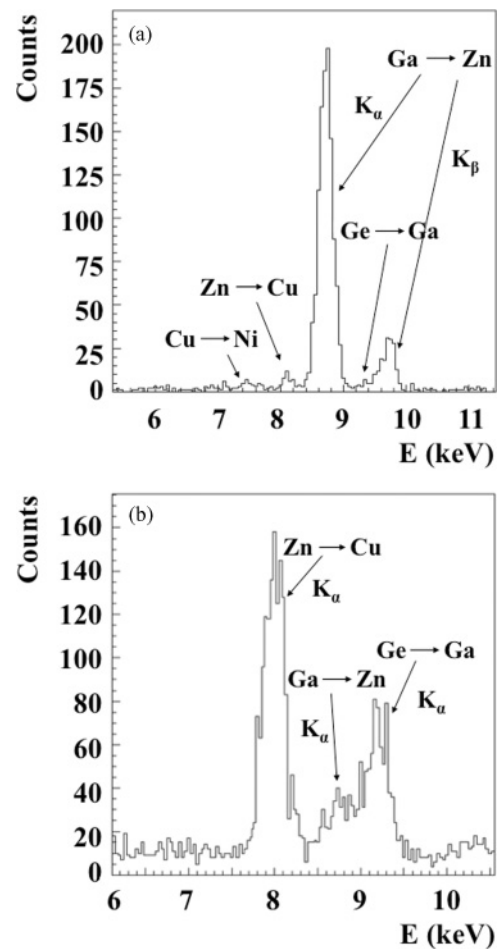 (a)
Counts
200
175
150
125
100
75
50
25
0
Ga → Zn
Kα
Kβ
Ge → Ga
Zn → Cu
Cu → Ni
6 7 8 9 10 11
E (keV)
(b)
Counts
160
140
120
100
80
60
40
20
0
Zn → Cu
Kα
Ge → Ga
Ga → Zn
Kα
Kα
6 7 8 9 10
E (keV)